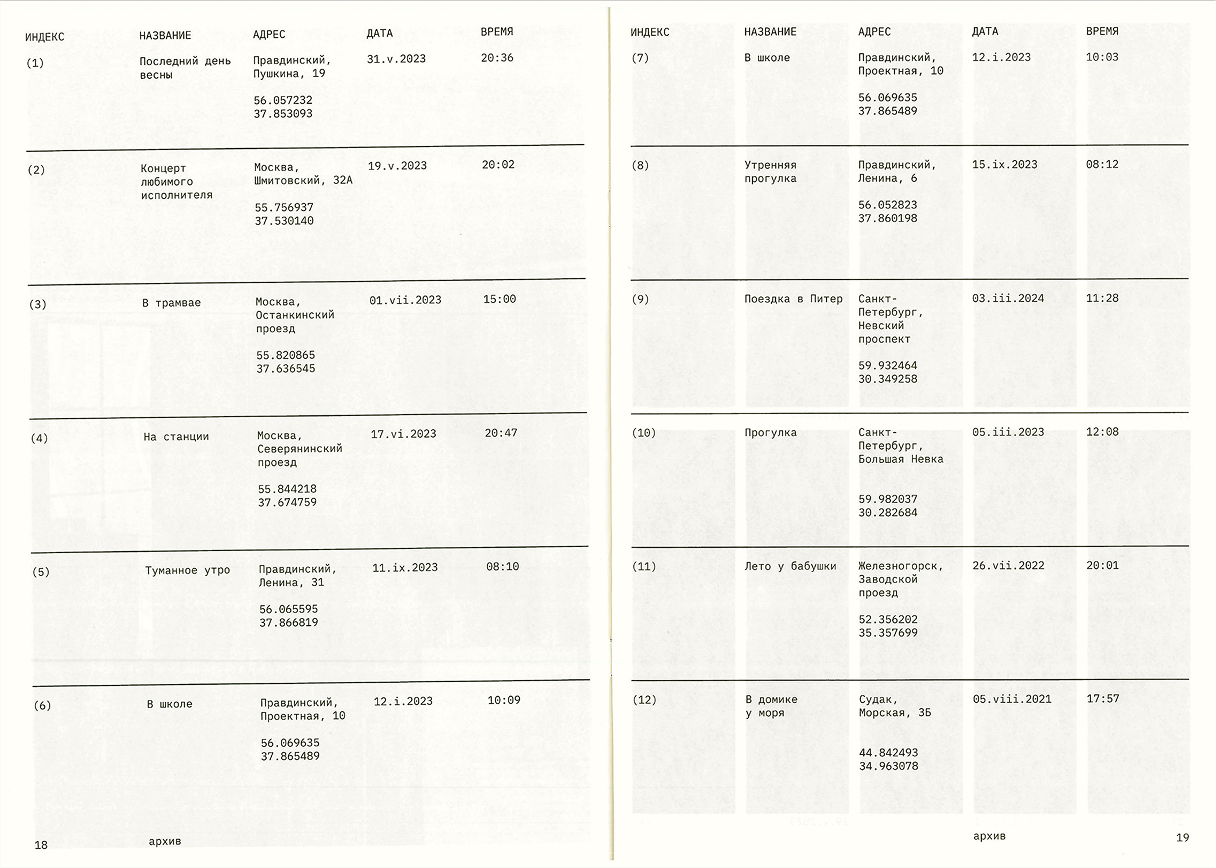 ИНДЕКС НАЗВАНИЕ АДРЕС ДАТА ВРЕМЯ
(1) Последний день Правдинский, 31.v.2023 20:36
весны Пушкина, 19
56.057232
37.853093
(2) Концерт Москва, 19.v.2023 20:02
любимого Шмитовский, 32А
исполнителя
55.756937
37.530140
(3) В трамвае Москва, 01.vii.2023 15:00
Останкинский
проезд
55.820865
37.636545
(4) На станции Москва, 17.vi.2023 20:47
Северянинский
проезд
55.844218
37.674759
(5) Туманное утро Правдинский, 11.ix.2023 08:10
Ленина, 31
56.065595
37.866819
(6) В школе Правдинский, 12.i.2023 10:09
Проектная, 10
56.069635
37.865489
18 архив
ИНДЕКС НАЗВАНИЕ АДРЕС ДАТА ВРЕМЯ
(7) В школе Правдинский, 12.i.2023 10:03
Проектная, 10
56.069635
37.865489
(8) Утренняя Правдинский, 15.ix.2023 08:12
прогулка Ленина, 6
56.052823
37.860198
(9) Поездка в Питер Санкт- 03.iii.2024 11:28
Петербург,
Невский
проспект
59.932464
30.349258
(10) Прогулка Санкт- 05.iii.2023 12:08
Петербург,
Большая Невка
59.982037
30.282684
(11) Лето у бабушки Железногорск, 26.vii.2022 20:01
Заводской
проезд
52.356202
35.357699
(12) В домике Судак, 05.viii.2021 17:57
у моря Морская, 3Б
44.842493
34.963078
архив 19